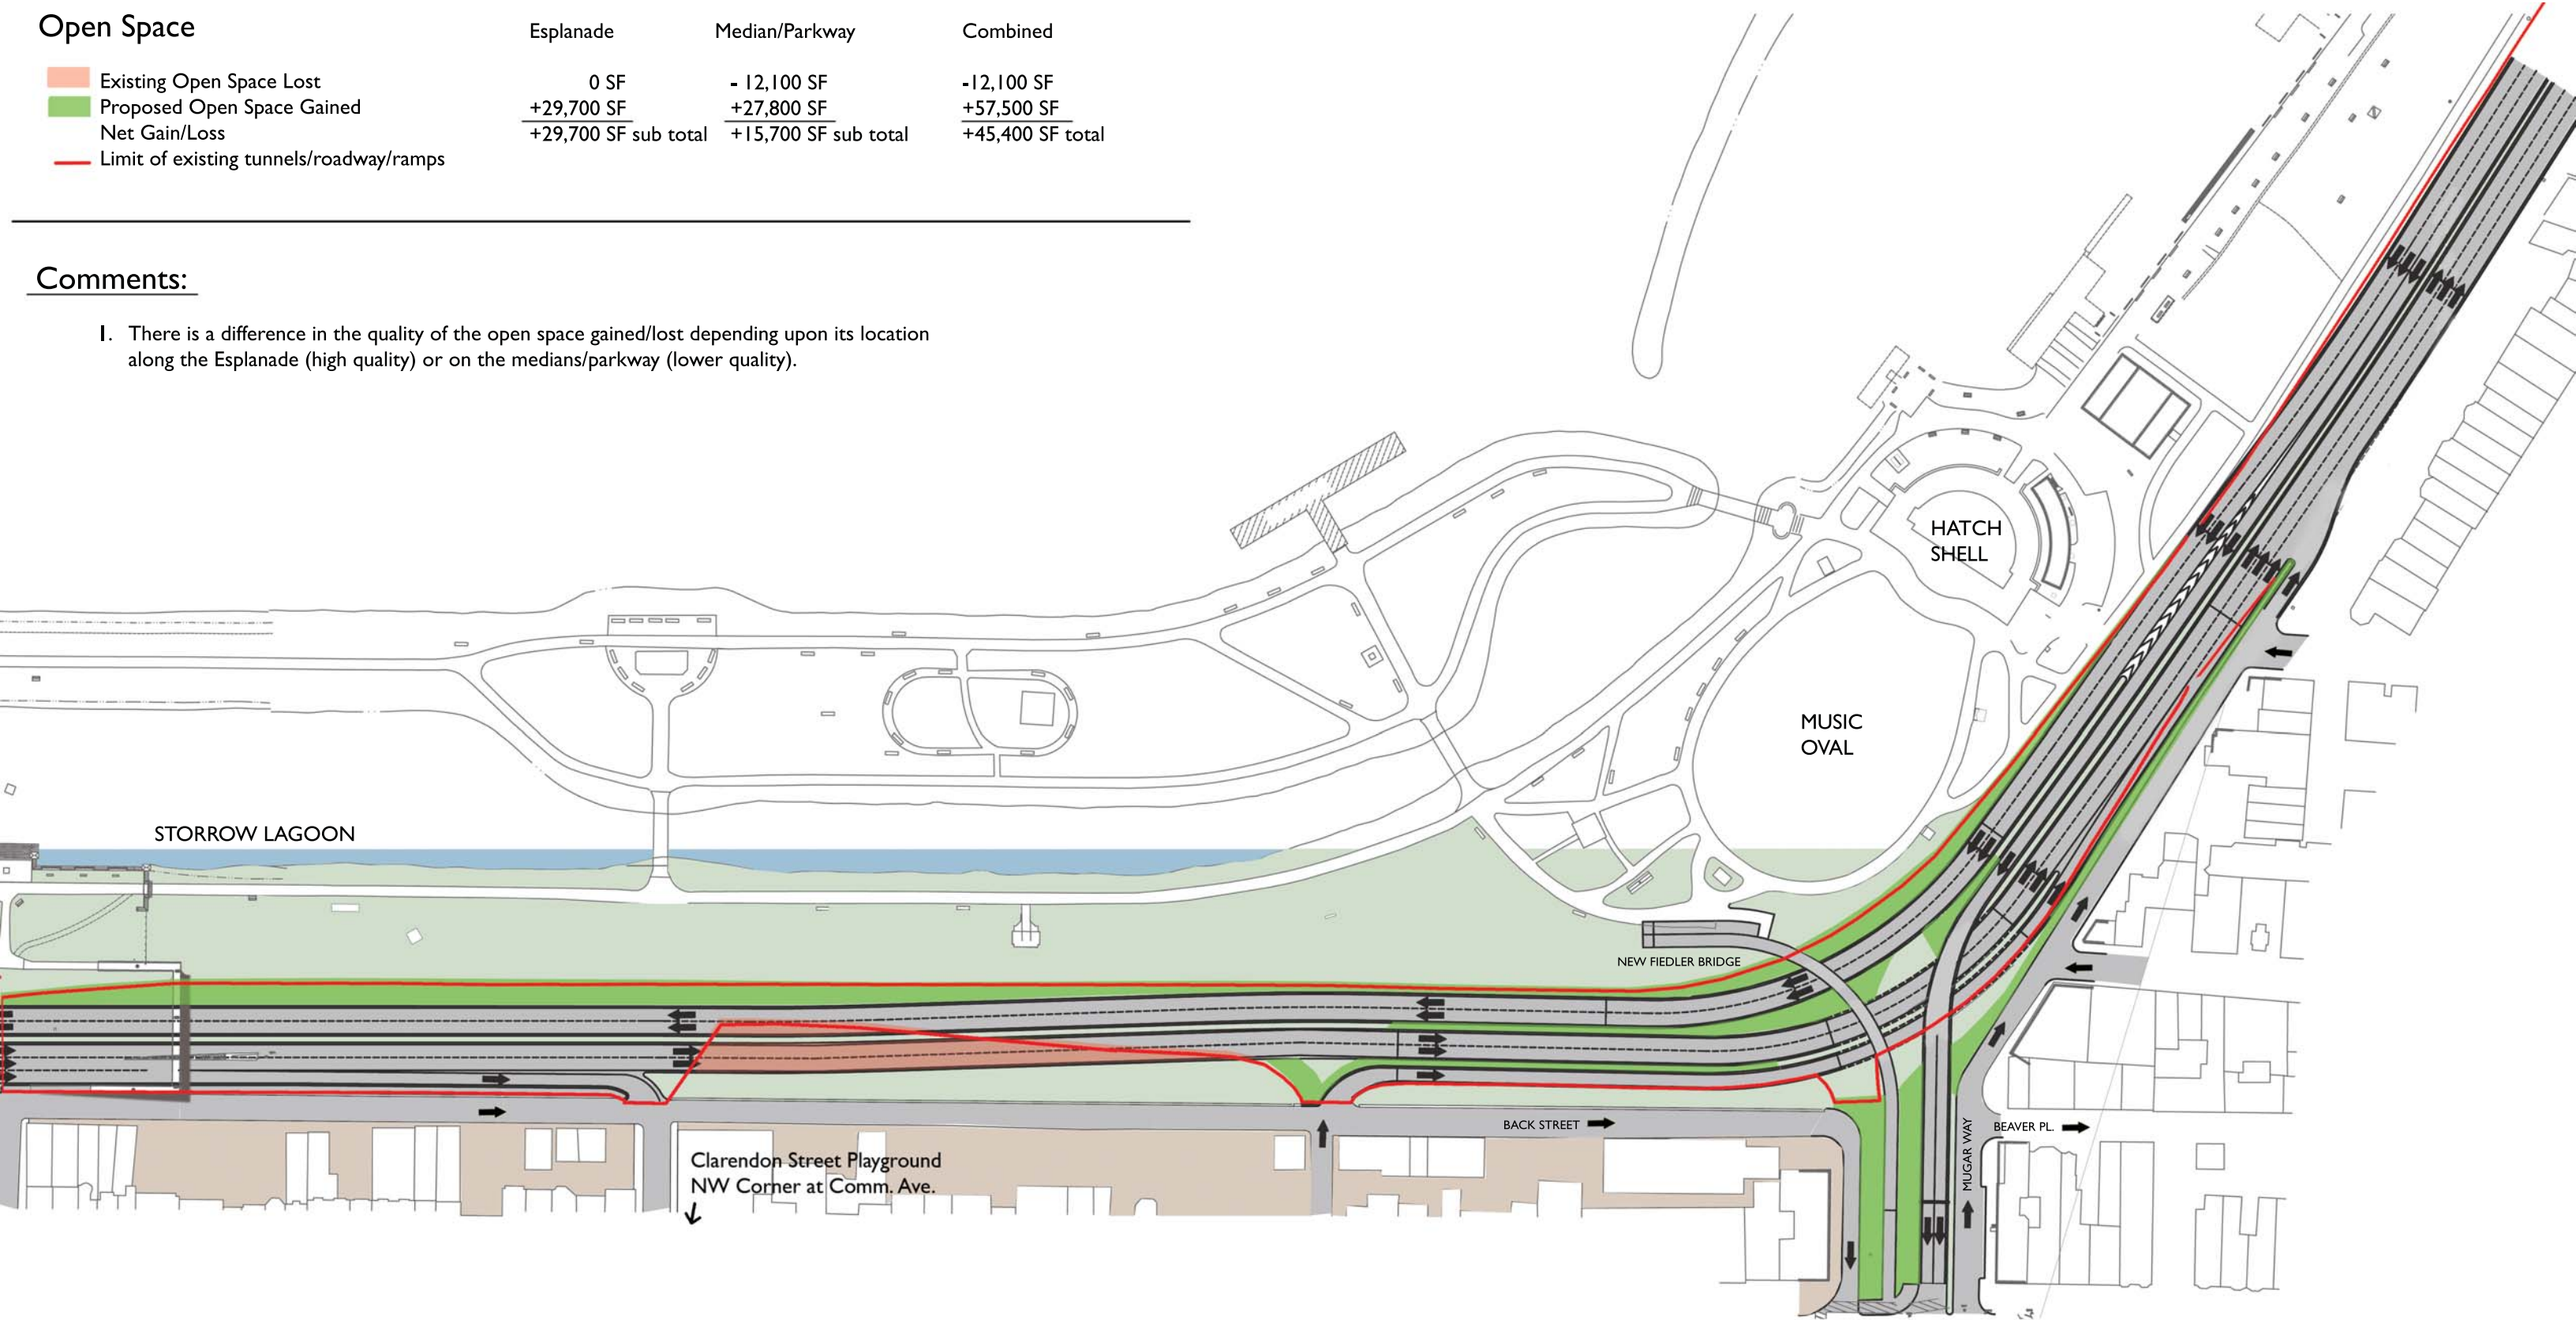 Open Space
Esplanade Median/Parkway Combined
Existing Open Space Lost 0 SF - 12,100 SF -12,100 SF
Proposed Open Space Gained +29,700 SF +27,800 SF +57,500 SF
Net Gain/Loss +29,700 SF sub total +15,700 SF sub total +45,400 SF total
Limit of existing tunnels/roadway/ramps
Comments:
1. There is a difference in the quality of the open space gained/lost depending upon its location
along the Esplanade (high quality) or on the medians/parkway (lower quality).
HATCH
SHELL
MUSIC
OVAL
STORROW LAGOON
NEW FIEDLER BRIDGE
BACK STREET
MUGAR WAY
BEAVER PL.
Clarendon Street Playground
NW Corner at Comm. Ave.